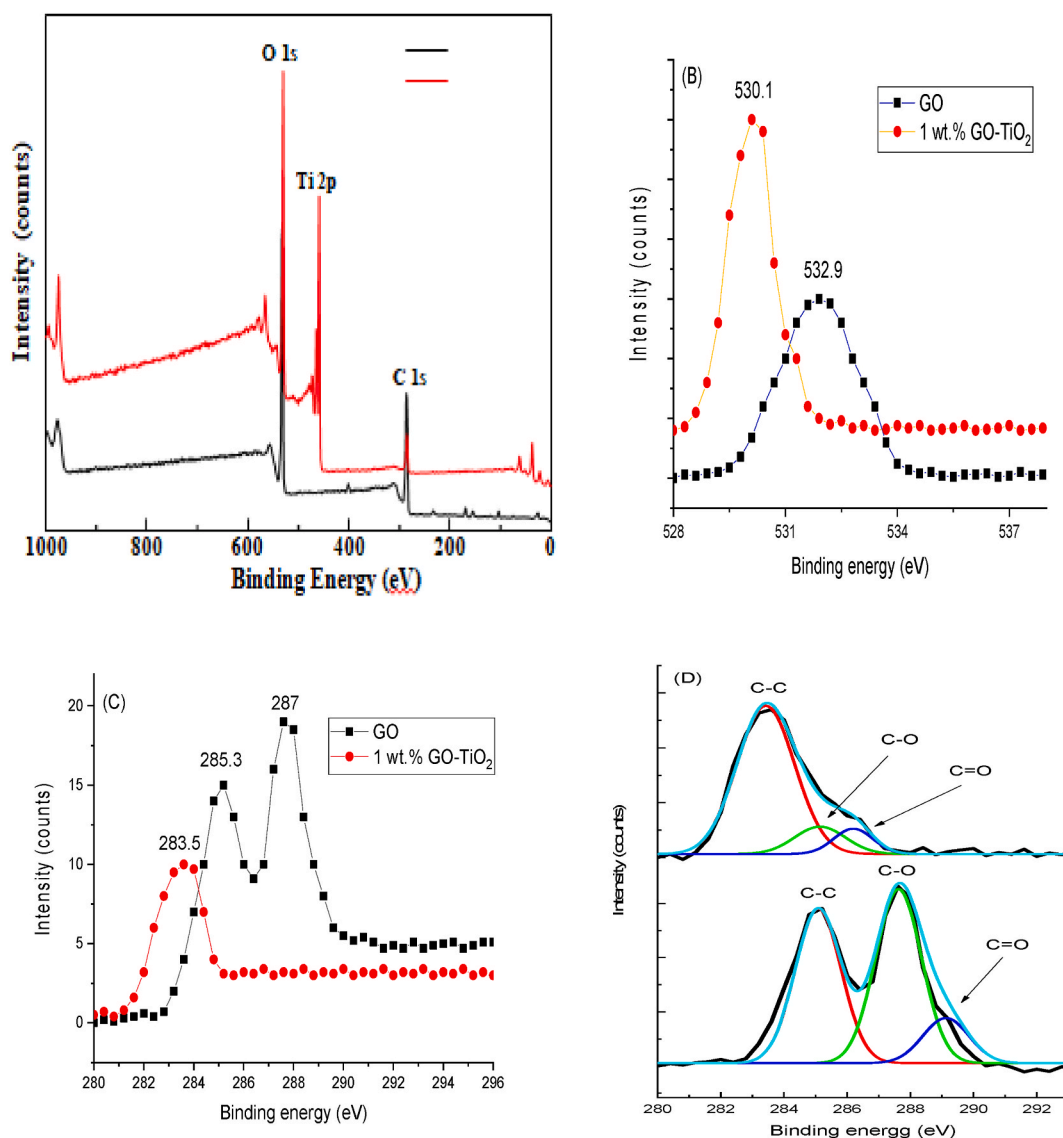 O 1s
Ti 2p
C 1s
Intensity (counts)
1000 800 600 400 200 0
Binding Energy (eV)
(B)
530.1
532.9
GO
1 wt.% GO-TiO₂
Intensity (counts)
528 531 534 537
Binding energy (eV)
(C)
283.5
285.3
287
GO
1 wt.% GO-TiO₂
20
15
10
5
0
Intensity (counts)
280 282 284 286 288 290 292 294 296
Binding energy (eV)
(D)
C-C
C-O
C=O
C-C
C-O
C=O
Intensity (counts)
280 282 284 286 288 290 292
Binding energg (eV)